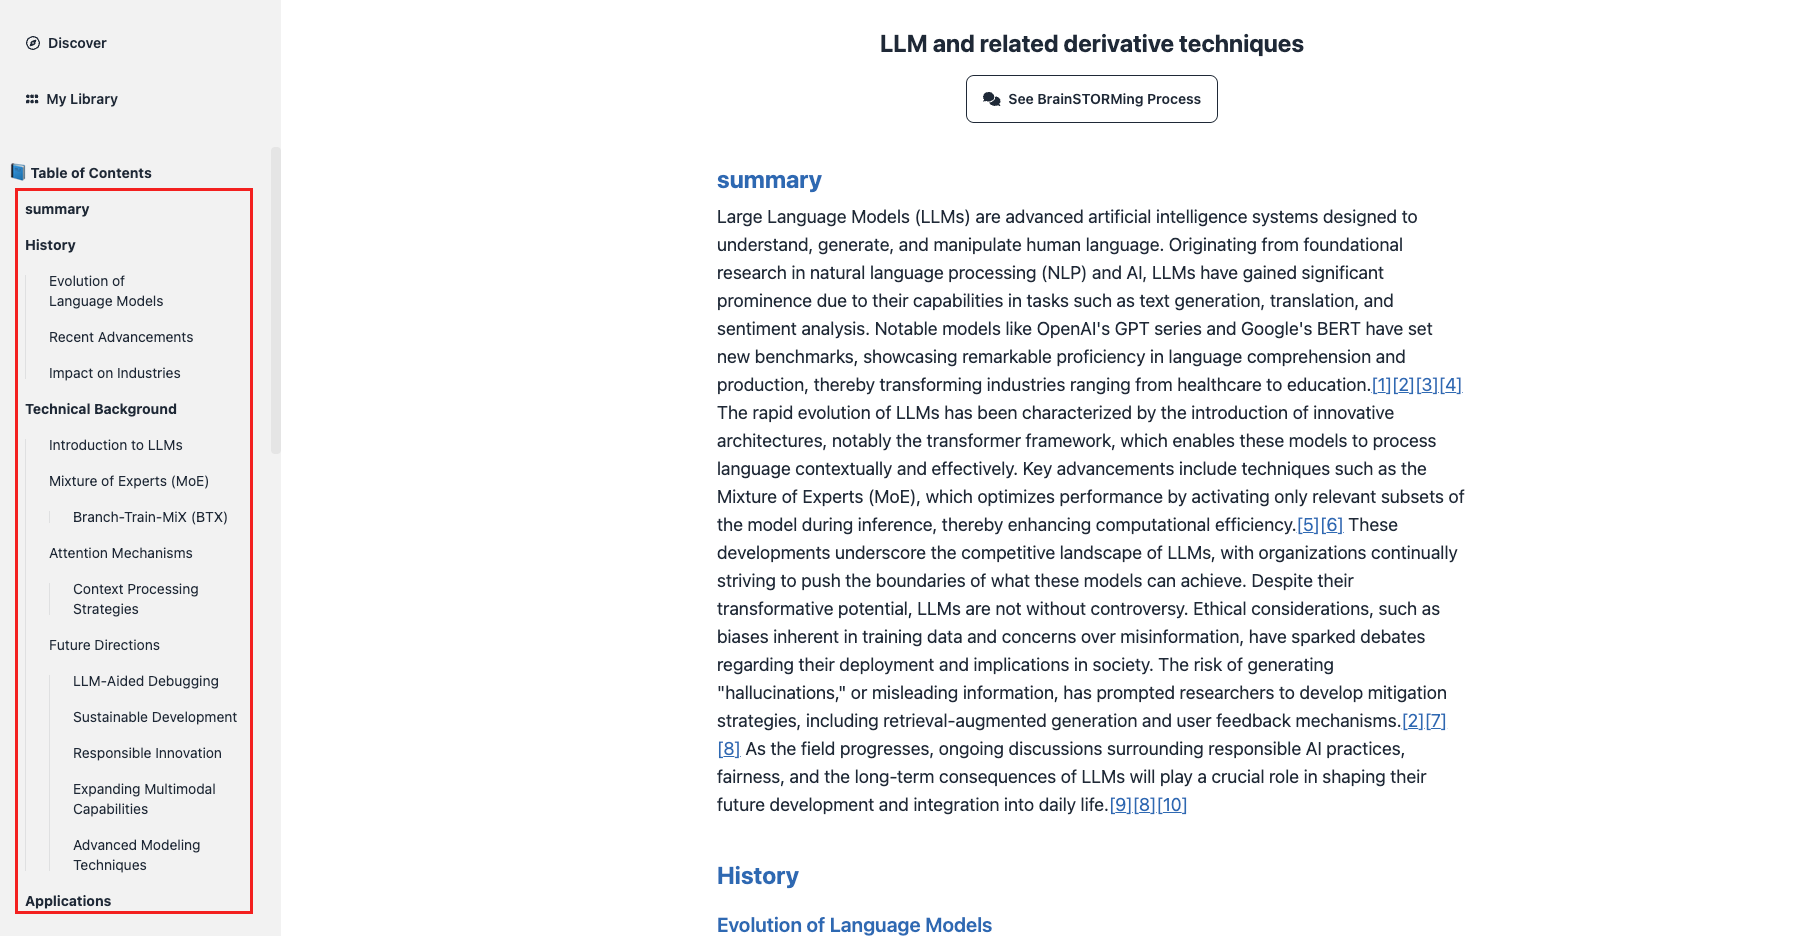 Discover
My Library
Table of Contents
summary
History
Evolution of
Language Models
Recent Advancements
Impact on Industries
Technical Background
Introduction to LLMs
Mixture of Experts (MoE)
Branch-Train-MiX (BTX)
Attention Mechanisms
Context Processing
Strategies
Future Directions
LLM-Aided Debugging
Sustainable Development
Responsible Innovation
Expanding Multimodal
Capabilities
Advanced Modeling
Techniques
Applications
LLM and related derivative techniques
See BrainSTORMing Process
summary
Large Language Models (LLMs) are advanced artificial intelligence systems designed to
understand, generate, and manipulate human language. Originating from foundational
research in natural language processing (NLP) and AI, LLMs have gained significant
prominence due to their capabilities in tasks such as text generation, translation, and
sentiment analysis. Notable models like OpenAI's GPT series and Google's BERT have set
new benchmarks, showcasing remarkable proficiency in language comprehension and
production, thereby transforming industries ranging from healthcare to education.[1][2][3][4]
The rapid evolution of LLMs has been characterized by the introduction of innovative
architectures, notably the transformer framework, which enables these models to process
language contextually and effectively. Key advancements include techniques such as the
Mixture of Experts (MoE), which optimizes performance by activating only relevant subsets of
the model during inference, thereby enhancing computational efficiency.[5][6] These
developments underscore the competitive landscape of LLMs, with organizations continually
striving to push the boundaries of what these models can achieve. Despite their
transformative potential, LLMs are not without controversy. Ethical considerations, such as
biases inherent in training data and concerns over misinformation, have sparked debates
regarding their deployment and implications in society. The risk of generating
"hallucinations," or misleading information, has prompted researchers to develop mitigation
strategies, including retrieval-augmented generation and user feedback mechanisms.[2][7]
[8] As the field progresses, ongoing discussions surrounding responsible AI practices,
fairness, and the long-term consequences of LLMs will play a crucial role in shaping their
future development and integration into daily life.[9][8][10]
History
Evolution of Language Models